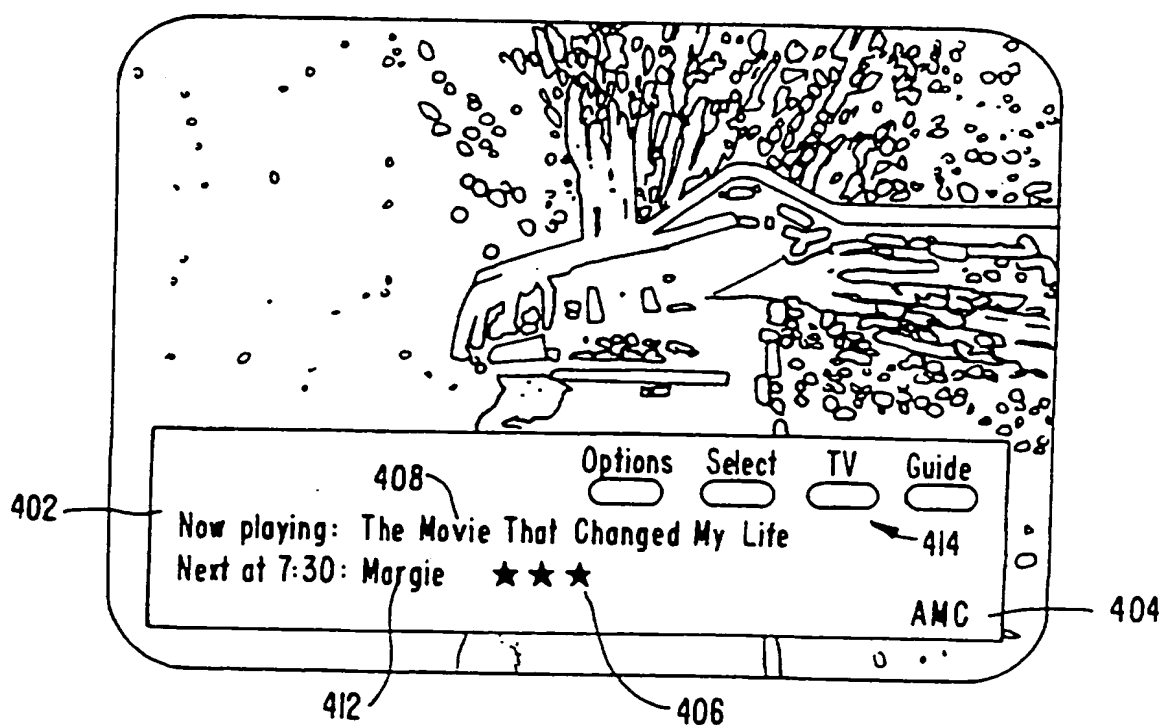 Options Select TV Guide
408
402
Now playing: The Movie That Changed My Life
414
Next at 7:30: Margie ★★★
AMC
404
412
406